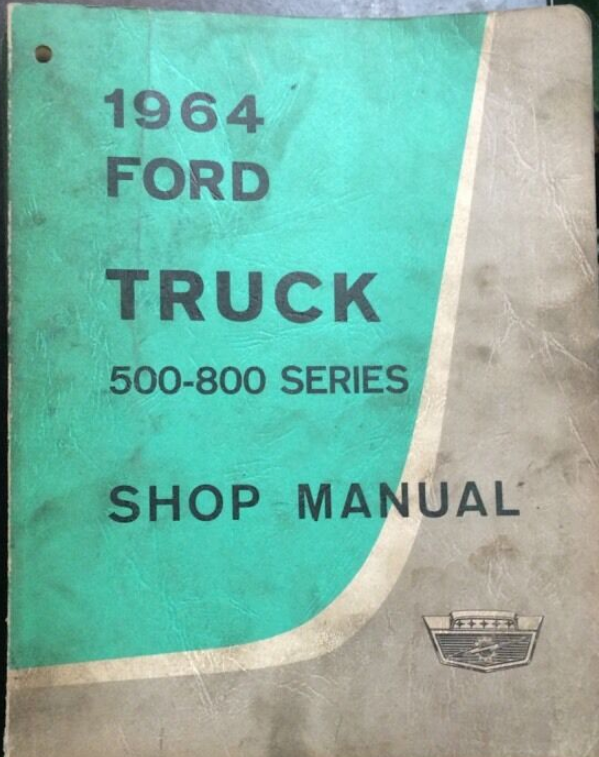 1964
FORD
TRUCK
500-800 SERIES
SHOP MANUAL